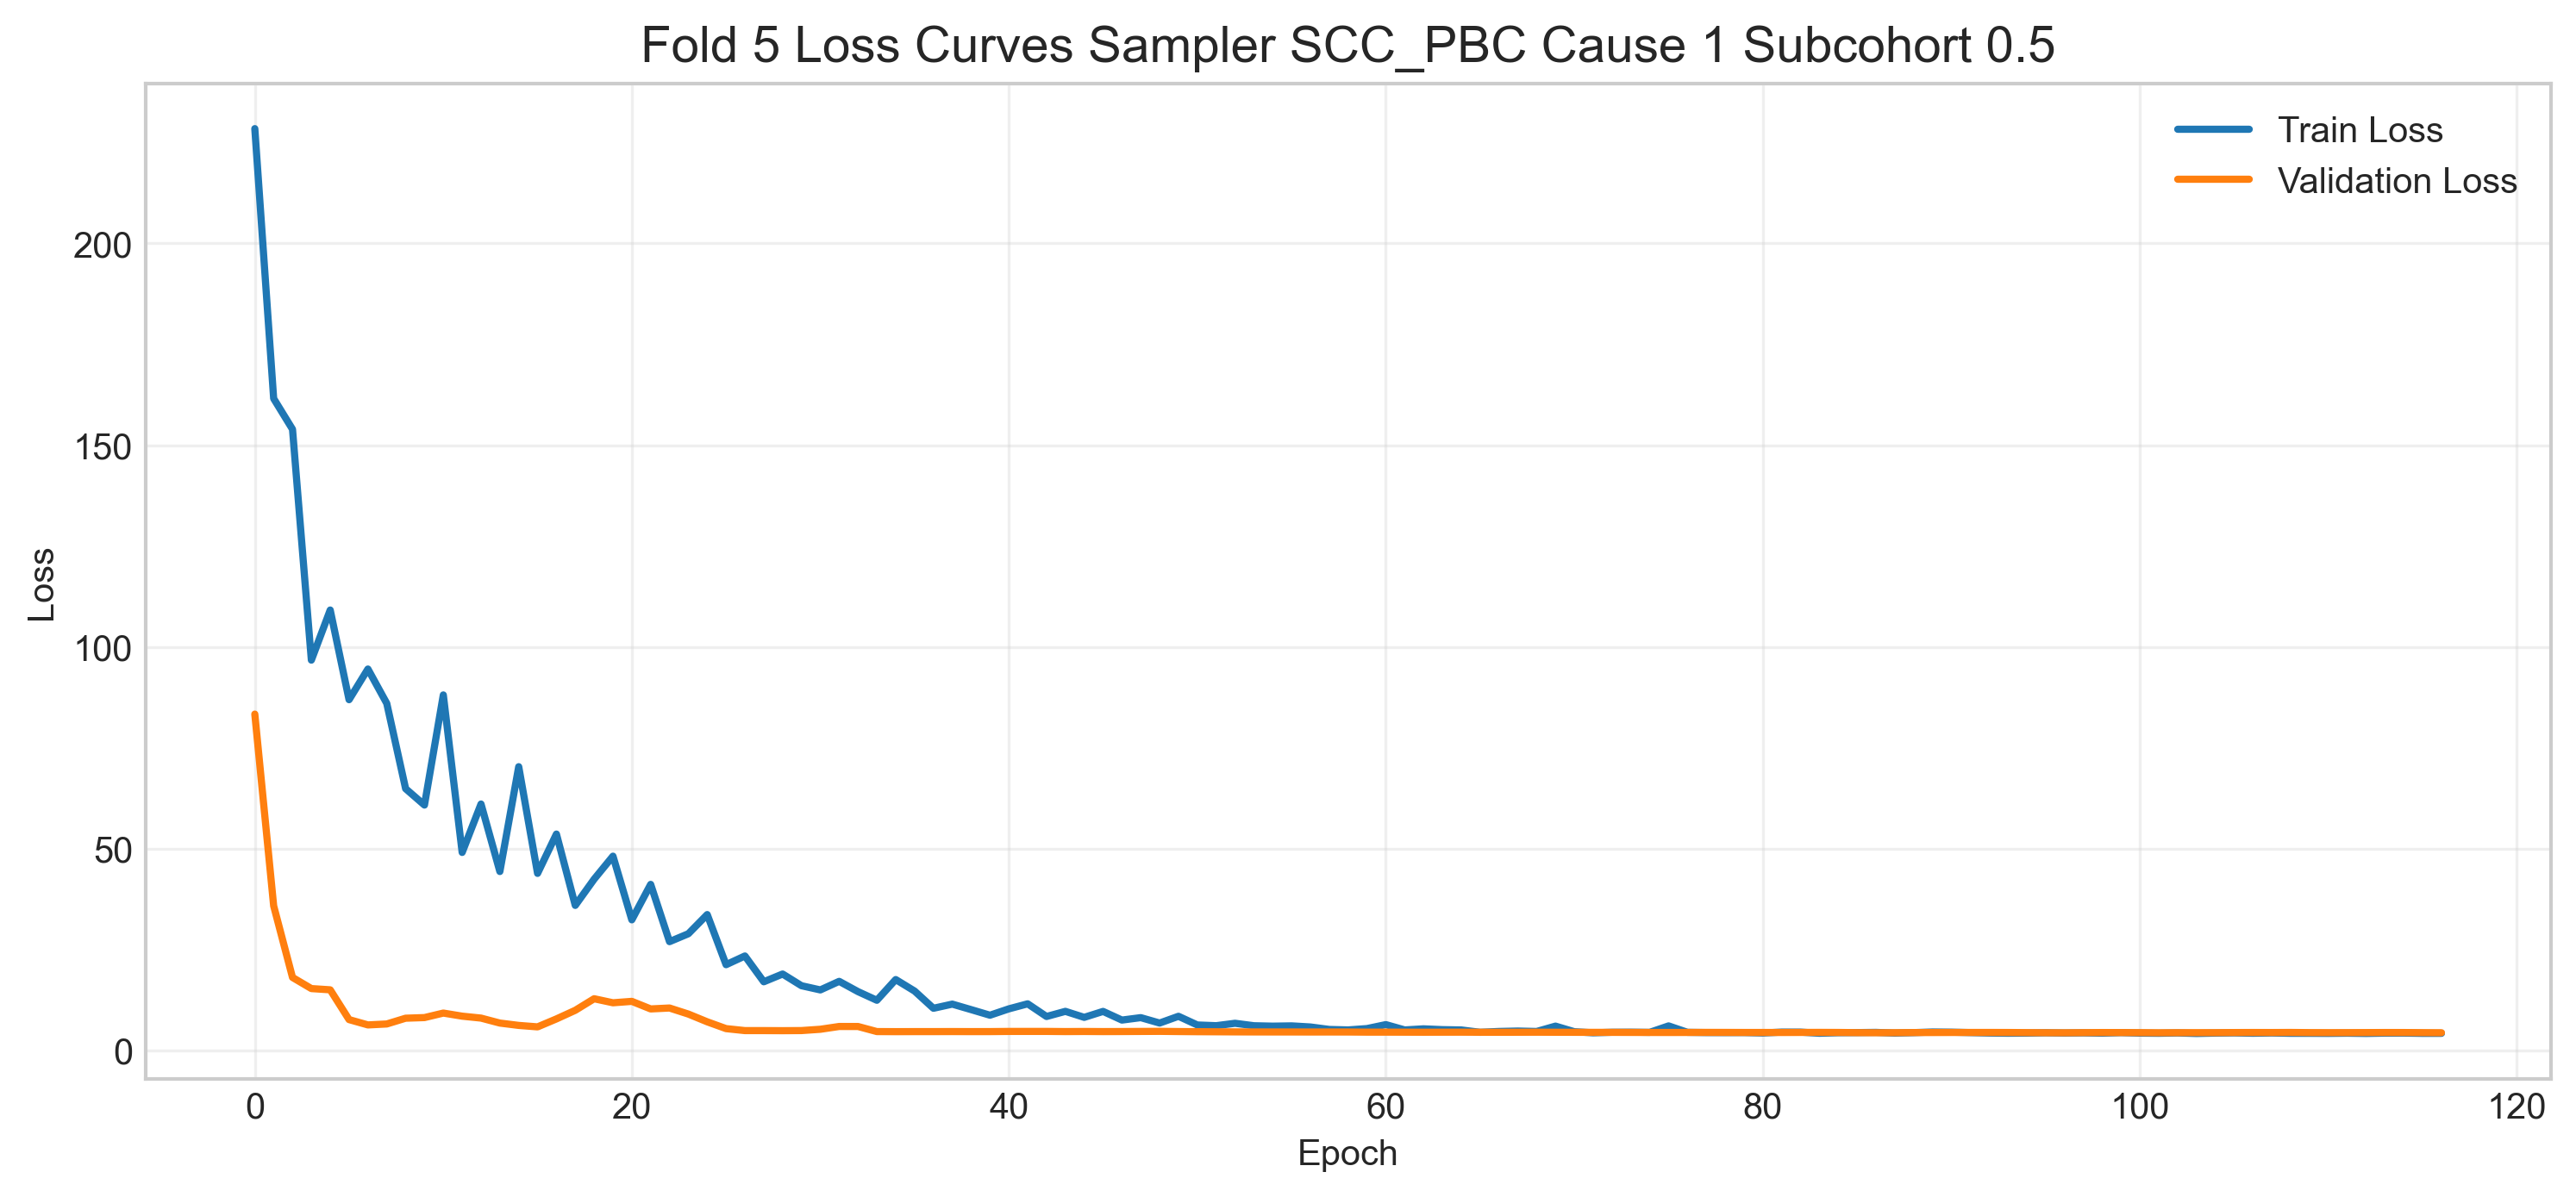 Fold 5 Loss Curves Sampler SCC_PBC Cause 1 Subcohort 0.5
Train Loss
Validation Loss
Loss
200
150
100
50
0
0 20 40 60 80 100 120
Epoch